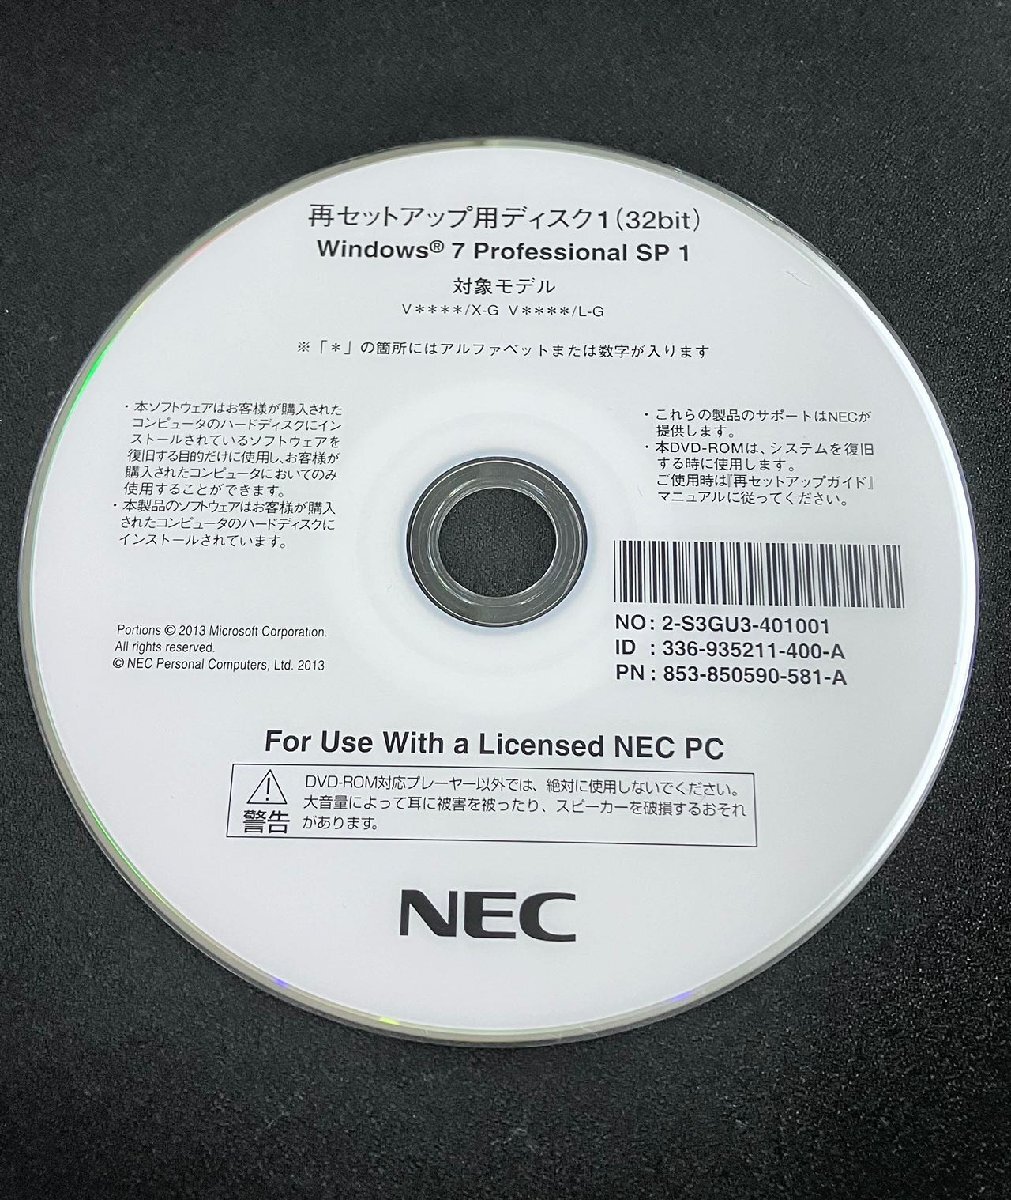 再セットアップ用ディスク1(32bit)
Windows® 7 Professional SP 1
対象モデル
V****/X-G V****/L-G
※「*」の箇所にはアルファベットまたは数字が入ります
・本ソフトウェアはお客様が購入された
コンピュータのハードディスクにイン
ストールされているソフトウェアを
復旧する目的だけに使用し、お客様が
購入されたコンピュータにおいてのみ
使用することができます。
・本製品のソフトウェアはお客様が購入
されたコンピュータのハードディスクに
インストールされています。
・これらの製品のサポートはNECが
提供します。
・本DVD-ROMは、システムを復旧
する時に使用します。
ご使用時は『再セットアップガイド』
マニュアルに従ってください。
NO : 2-S3GU3-401001
ID : 336-935211-400-A
PN : 853-850590-581-A
Portions © 2013 Microsoft Corporation.
All rights reserved.
© NEC Personal Computers, Ltd. 2013
For Use With a Licensed NEC PC
警告
DVD-ROM対応プレーヤー以外では、絶対に使用しないでください。
大音量によって耳に被害を被ったり、スピーカーを破損するおそれ
があります。
NEC